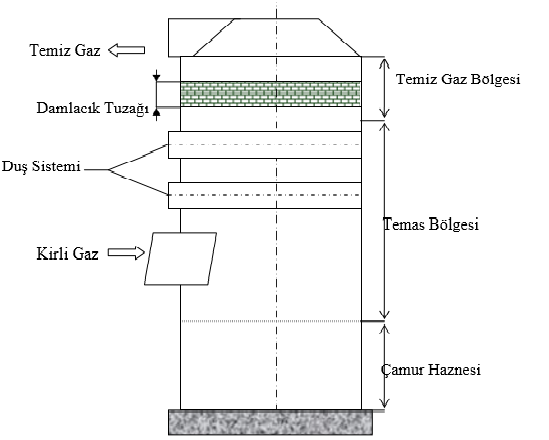 Temiz Gaz
Temiz Gaz Bölgesi
Damlacık Tuzağı
Duş Sistemi
Temas Bölgesi
Kirli Gaz
Çamur Haznesi